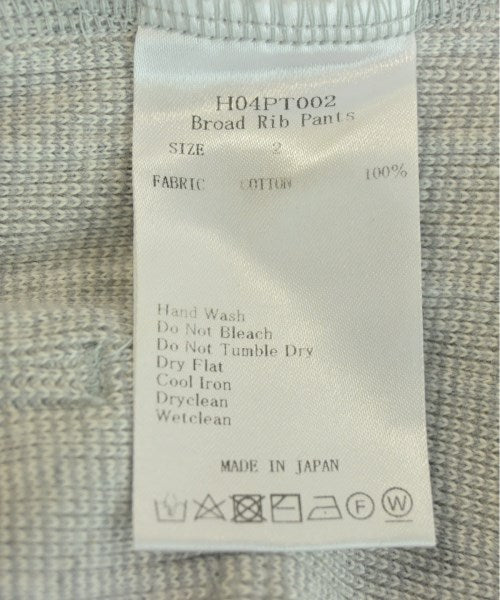 H04PT002
Broad Rib Pants
SIZE 2
FABRIC COTTON 100%
Hand Wash
Do Not Bleach
Do Not Tumble Dry
Dry Flat
Cool Iron
Dryclean
Wetclean
MADE IN JAPAN
F W